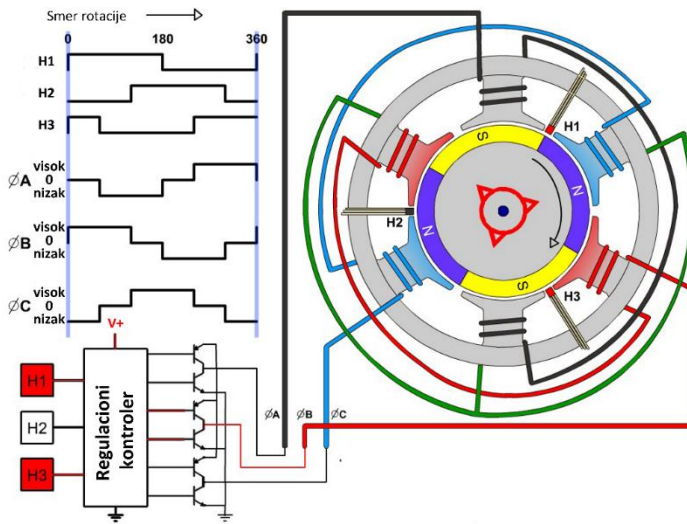 Smer rotacije
0 180 360
H1
H2
H3
visok
ØA 0
nizak
visok
ØB 0
nizak
visok
ØC 0
nizak
V+
H1
H2
H3
Regulacioni
kontroler
ØA ØB ØC
S
N
N
S
H1
H2
H3